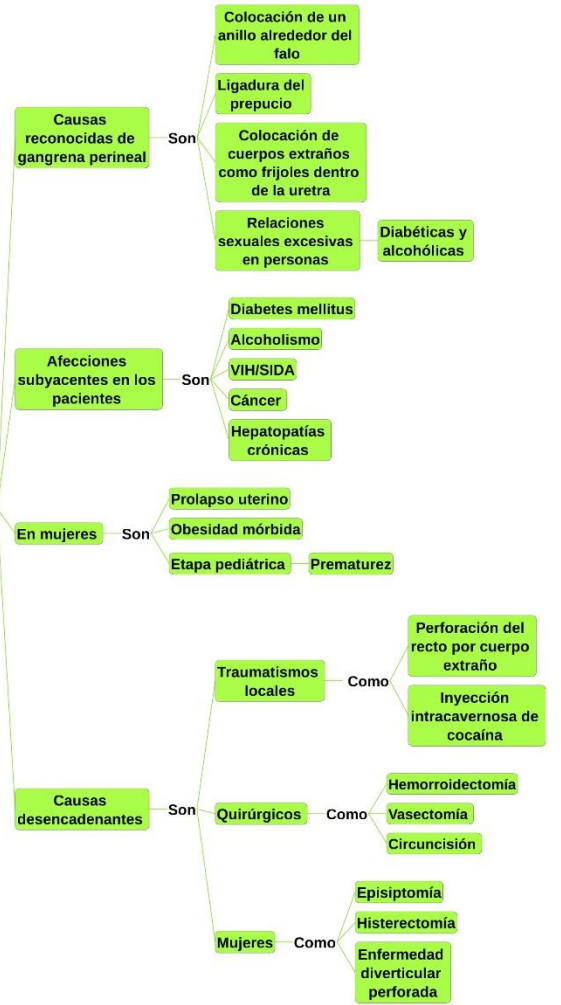 Causas
reconocidas de
gangrena perineal
Son
Colocación de un
anillo alrededor del
falo
Ligadura del
prepucio
Colocación de
cuerpos extraños
como frijoles dentro
de la uretra
Relaciones
sexuales excesivas
en personas
Diabéticas y
alcohólicas
Afecciones
subyacentes en los
pacientes
Son
Diabetes mellitus
Alcoholismo
VIH/SIDA
Cáncer
Hepatopatías
crónicas
En mujeres
Son
Prolapso uterino
Obesidad mórbida
Etapa pediátrica
Prematurez
Causas
desencadenantes
Son
Traumatismos
locales
Como
Perforación del
recto por cuerpo
extraño
Inyección
intracavernosa de
cocaína
Quirúrgicos
Como
Hemorroidectomía
Vasectomía
Circuncisión
Mujeres
Como
Episiptomía
Histerectomía
Enfermedad
diverticular
perforada